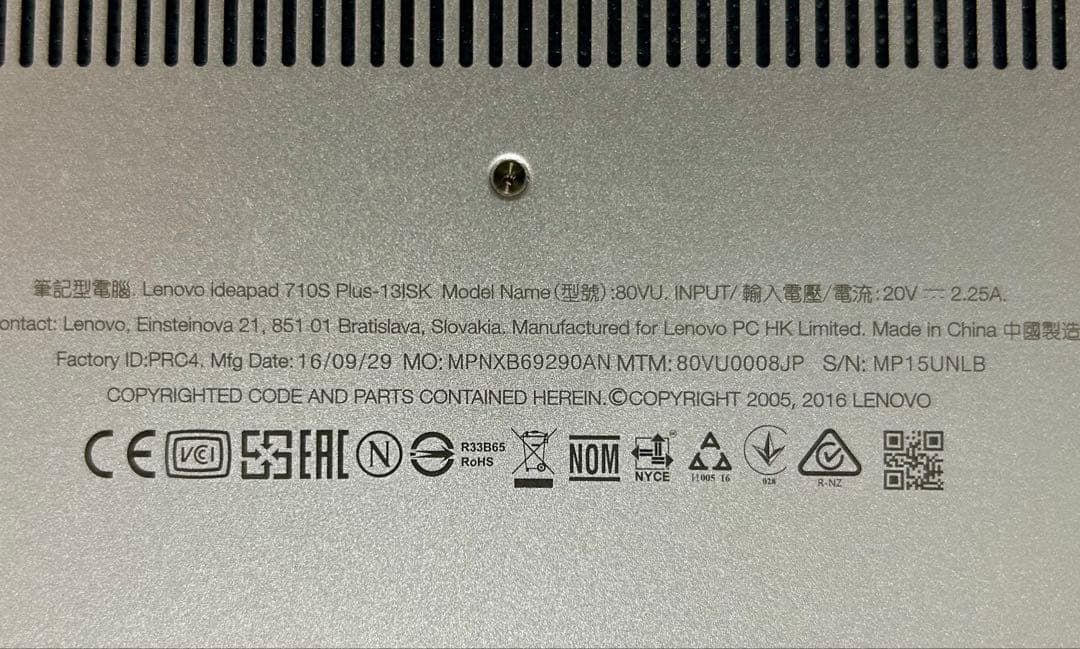 筆記型電腦. Lenovo ideapad 710S Plus-13ISK Model Name(型號):80VU. INPUT/ 輸入電壓/電流:20V ⎓ 2.25A.
ontact: Lenovo, Einsteinova 21, 851 01 Bratislava, Slovakia. Manufactured for Lenovo PC HK Limited. Made in China 中國製造
Factory ID:PRC4. Mfg Date: 16/09/29 MO: MPNXB69290AN MTM: 80VU0008JP S/N: MP15UNLB
COPYRIGHTED CODE AND PARTS CONTAINED HEREIN.©COPYRIGHT 2005, 2016 LENOVO
CE VCI EAC N R33B65 RoHS NOM NYCE 11005 16 028 R-NZ